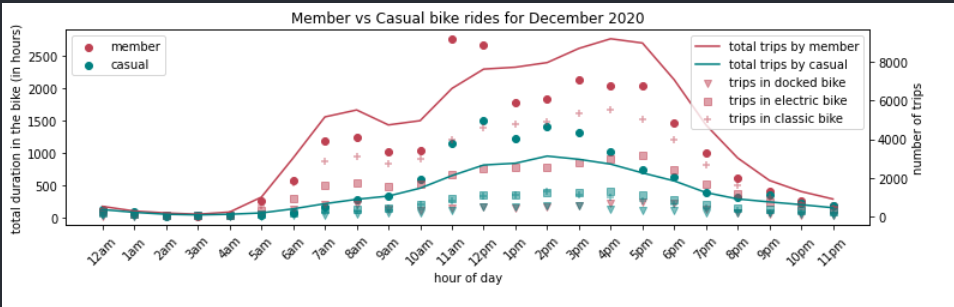 Member vs Casual bike rides for December 2020
total duration in the bike (in hours)
2500
2000
1500
1000
500
0
member
casual
total trips by member
total trips by casual
trips in docked bike
trips in electric bike
trips in classic bike
8000
6000
4000
2000
0
number of trips
12am 1am 2am 3am 4am 5am 6am 7am 8am 9am 10am 11am 12pm 1pm 2pm 3pm 4pm 5pm 6pm 7pm 8pm 9pm 10pm 11pm
hour of day